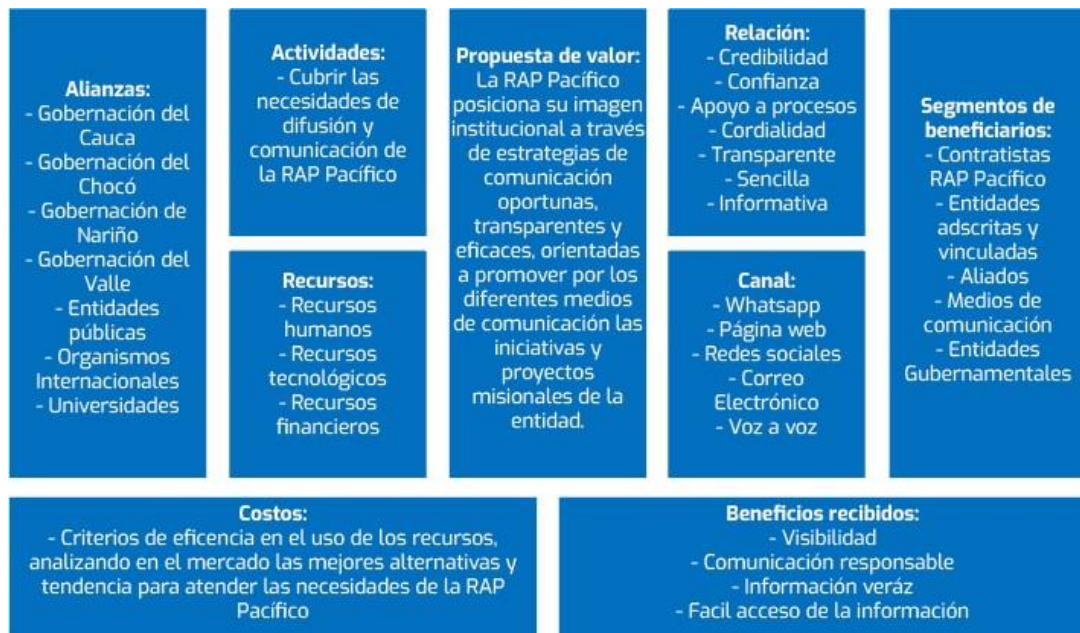 Alianzas:
- Gobernación del
Cauca
- Gobernación del
Chocó
- Gobernación de
Nariño
- Gobernación del
Valle
- Entidades
públicas
- Organismos
Internacionales
- Universidades
Actividades:
- Cubrir las
necesidades de
difusión y
comunicación de
la RAP Pacífico
Recursos:
- Recursos
humanos
- Recursos
tecnológicos
- Recursos
financieros
Propuesta de valor:
La RAP Pacífico
posiciona su imagen
institucional a través
de estrategias de
comunicación
oportunas,
transparentes y
eficaces, orientadas
a promover por los
diferentes medios
de comunicación las
iniciativas y
proyectos
misionales de la
entidad.
Relación:
- Credibilidad
- Confianza
- Apoyo a procesos
- Cordialidad
- Transparente
- Sencilla
- Informativa
Canal:
- Whatsapp
- Página web
- Redes sociales
- Correo
Electrónico
- Voz a voz
Segmentos de
beneficiarios:
- Contratistas
RAP Pacífico
- Entidades
adscritas y
vinculadas
- Aliados
- Medios de
comunicación
- Entidades
Gubernamentales
Costos:
- Criterios de eficencia en el uso de los recursos,
analizando en el mercado las mejores alternativas y
tendencia para atender las necesidades de la RAP
Pacífico
Beneficios recibidos:
- Visibilidad
- Comunicación responsable
- Información veráz
- Facil acceso de la información